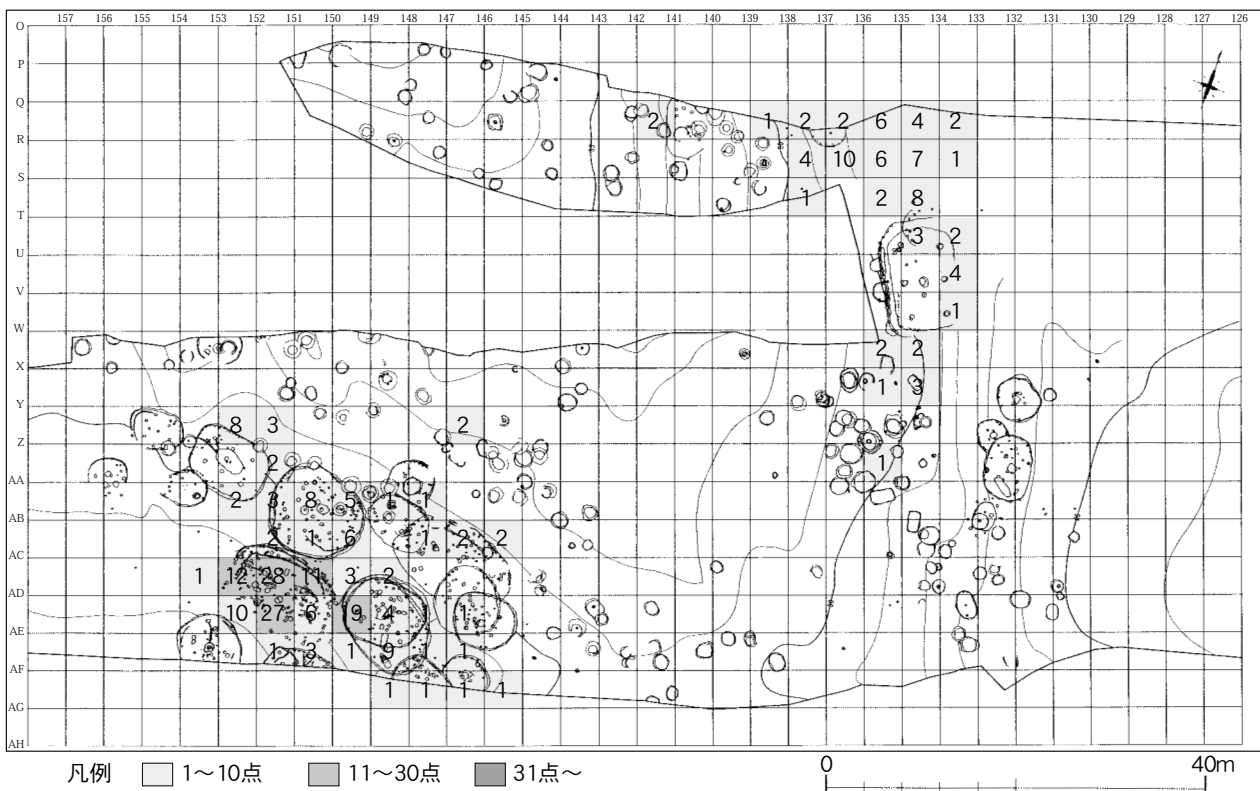 157 156 155 154 153 152 151 150 149 148 147 146 145 144 143 142 141 140 139 138 137 136 135 134 133 132 131 130 129 128 127 126
O
P
Q
2 1 2 2 6 4 2
R
4 10 6 7 1
S
1 2 8
T
3 2
U
4
V
1
W
2 2
X
1 3
Y
8 3 2
Z
2 1
AA
2 3 8 5 1 1
AB
2 1 6 1 2 2
AC
1 12 28 11 3 2
AD
10 27 6 9 4 1 1
AE
1 3 1 9 1 1
AF
1 1 1 1
AG
AH
凡例 1～10点 11～30点 31点～
0 40m